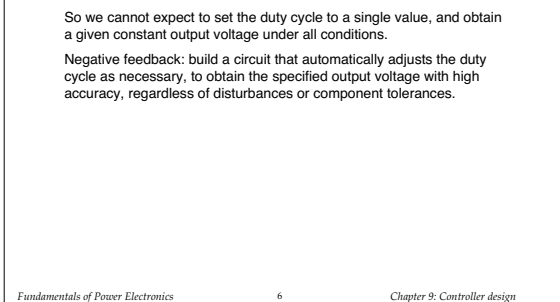 So we cannot expect to set the duty cycle to a single value, and obtain
a given constant output voltage under all conditions.
Negative feedback: build a circuit that automatically adjusts the duty
cycle as necessary, to obtain the specified output voltage with high
accuracy, regardless of disturbances or component tolerances.
Fundamentals of Power Electronics 6 Chapter 9: Controller design